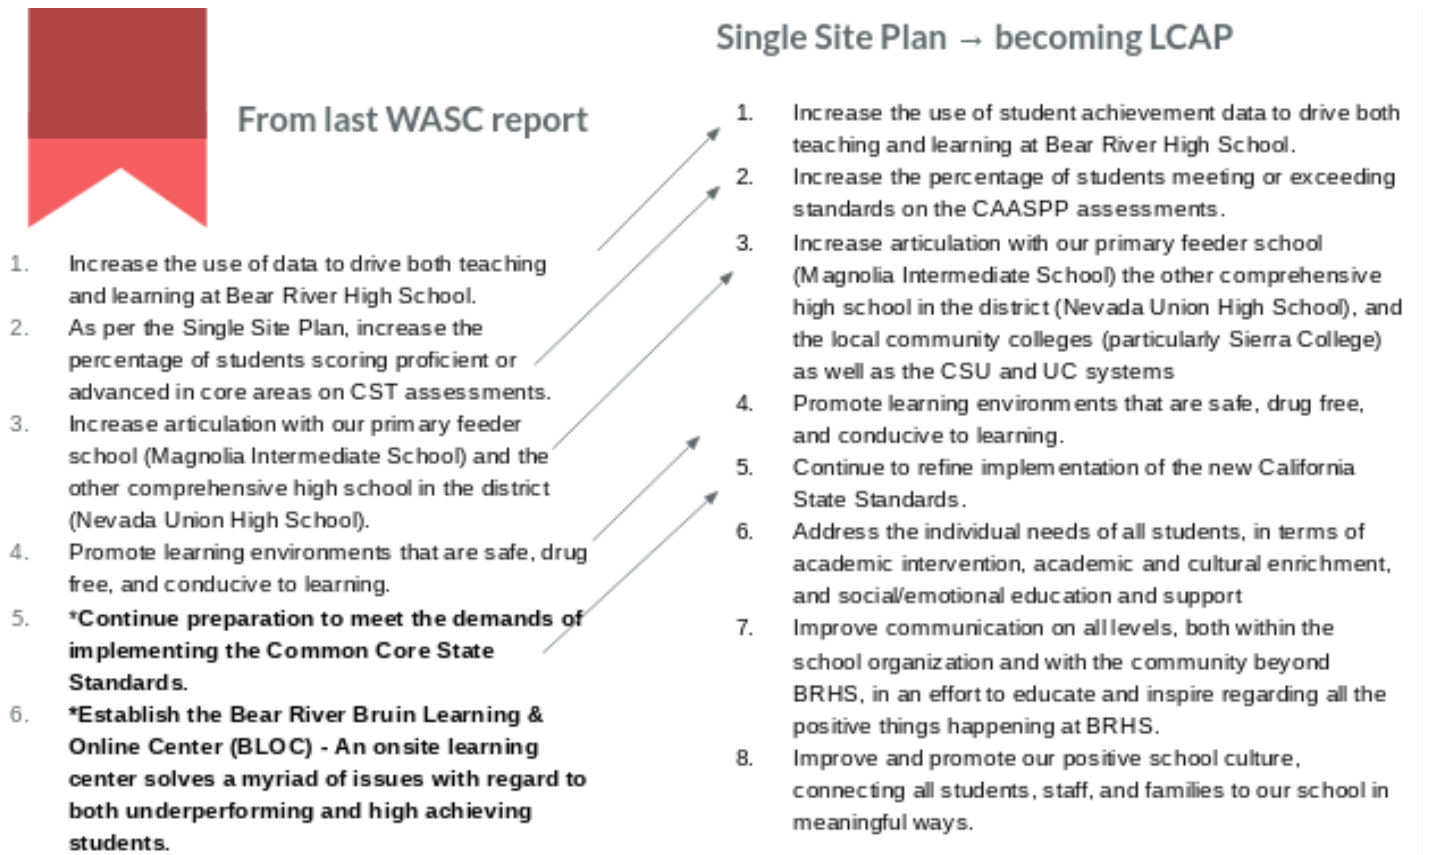 Single Site Plan → becoming LCAP
From last WASC report
1. Increase the use of data to drive both teaching
and learning at Bear River High School.
2. As per the Single Site Plan, increase the
percentage of students scoring proficient or
advanced in core areas on CST assessments.
3. Increase articulation with our primary feeder
school (Magnolia Intermediate School) and the
other comprehensive high school in the district
(Nevada Union High School).
4. Promote learning environments that are safe, drug
free, and conducive to learning.
5. *Continue preparation to meet the demands of
implementing the Common Core State
Standards.
6. *Establish the Bear River Bruin Learning &
Online Center (BLOC) - An onsite learning
center solves a myriad of issues with regard to
both underperforming and high achieving
students.
1. Increase the use of student achievement data to drive both
teaching and learning at Bear River High School.
2. Increase the percentage of students meeting or exceeding
standards on the CAASPP assessments.
3. Increase articulation with our primary feeder school
(Magnolia Intermediate School) the other comprehensive
high school in the district (Nevada Union High School), and
the local community colleges (particularly Sierra College)
as well as the CSU and UC systems
4. Promote learning environments that are safe, drug free,
and conducive to learning.
5. Continue to refine implementation of the new California
State Standards.
6. Address the individual needs of all students, in terms of
academic intervention, academic and cultural enrichment,
and social/emotional education and support
7. Improve communication on all levels, both within the
school organization and with the community beyond
BRHS, in an effort to educate and inspire regarding all the
positive things happening at BRHS.
8. Improve and promote our positive school culture,
connecting all students, staff, and families to our school in
meaningful ways.